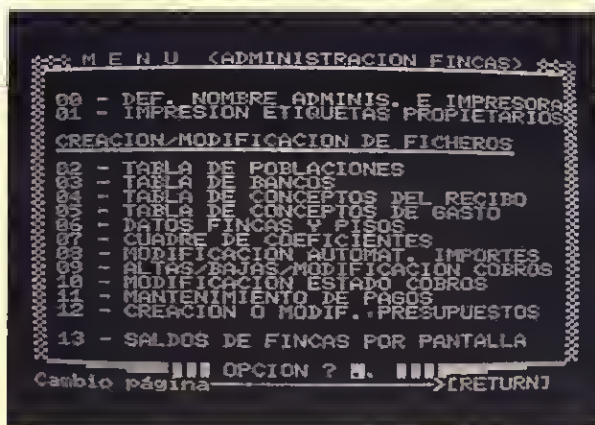 M E N U (ADMINISTRACION FINCAS)
00 - DEF. NOMBRE ADMINIS. E IMPRESORA
01 - IMPRESION ETIQUETAS PROPIETARIOS
CREACION/MODIFICACION DE FICHEROS
02 - TABLA DE POBLACIONES
03 - TABLA DE BANCOS
04 - TABLA DE CONCEPTOS DEL RECIBO
05 - TABLA DE CONCEPTOS DE GASTO
06 - DATOS FINCAS Y PISOS
07 - CUADRE DE COEFICIENTES
08 - MODIFICACION AUTOMAT. IMPORTES
09 - ALTAS/BAJAS/MODIFICACION COBROS
10 - MODIFICACION ESTADO COBROS
11 - MANTENIMIENTO DE PAGOS
12 - CREACION O MODIF. PRESUPUESTOS
13 - SALDOS DE FINCAS POR PANTALLA
OPCION ? .
Cambio página >[RETURN]